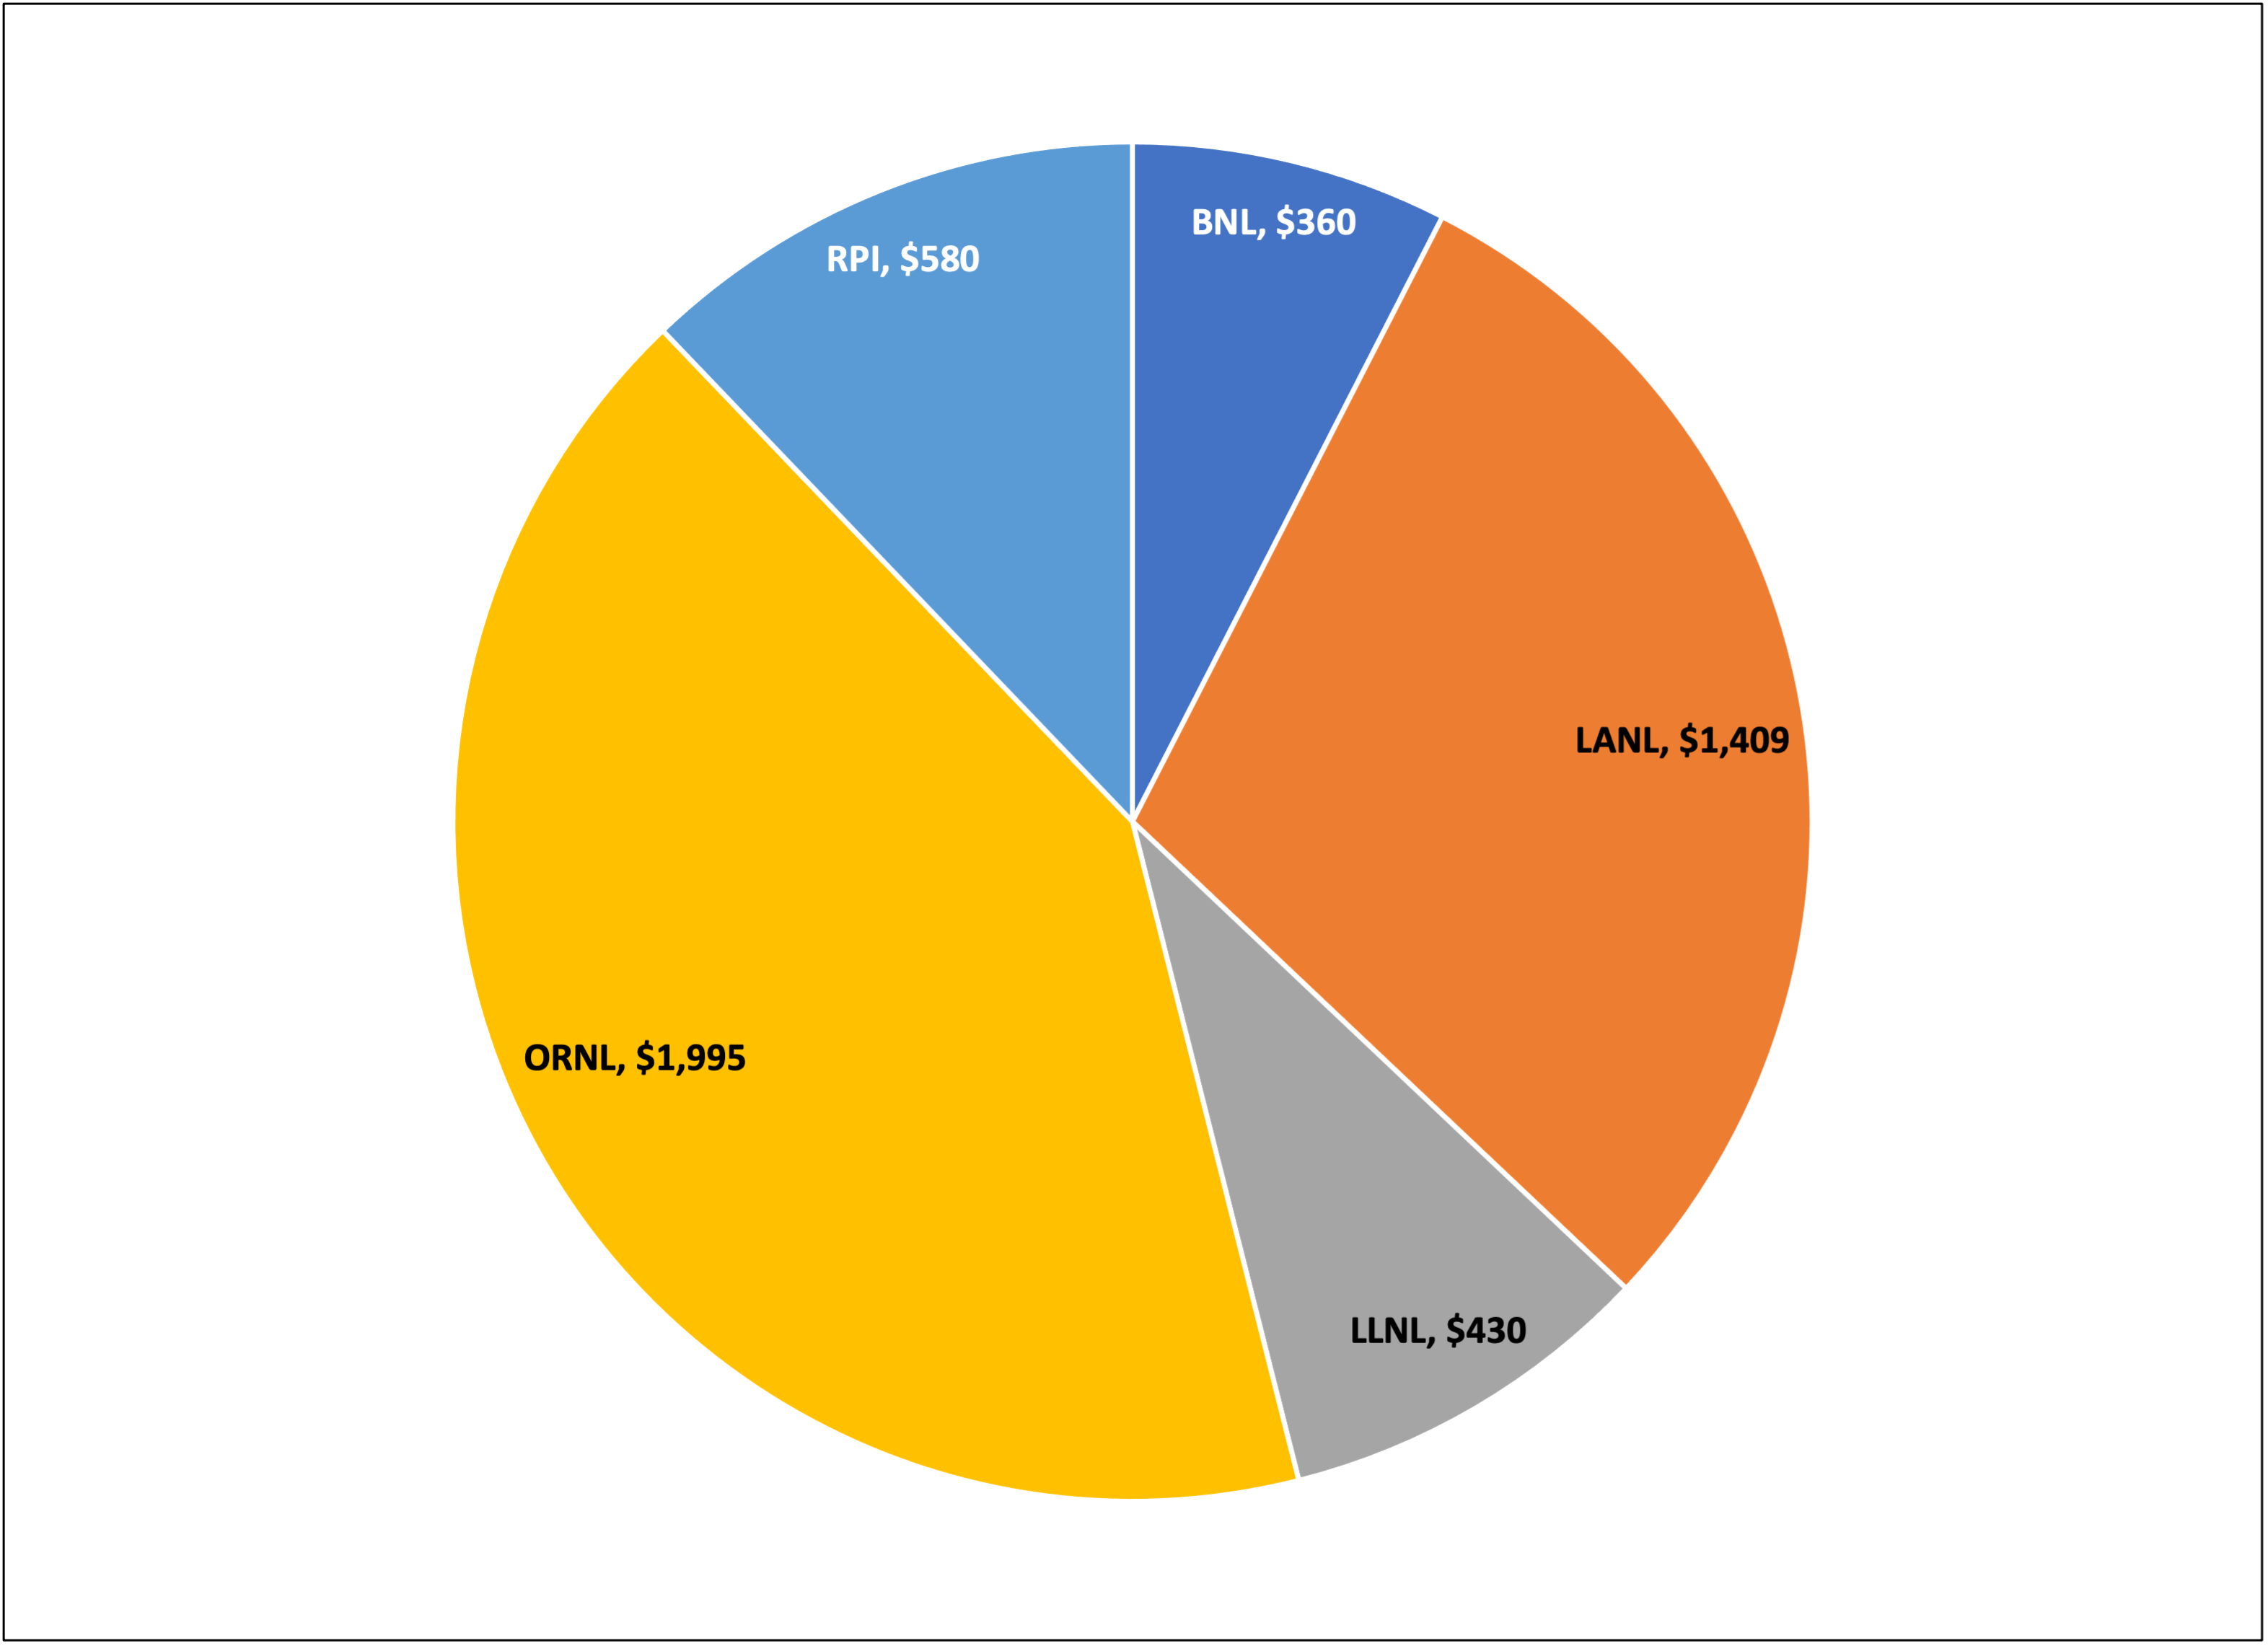 BNL, $360
RPI, $580
LANL, $1,409
ORNL, $1,995
LLNL, $430